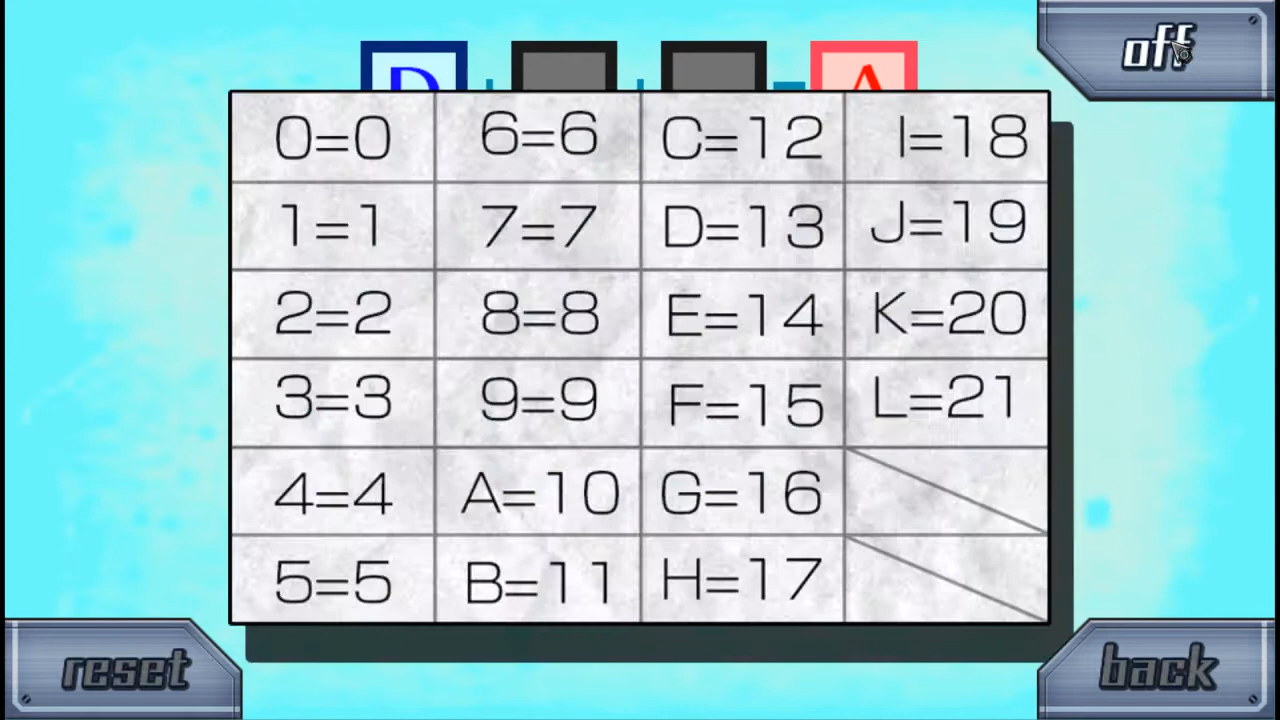 off
D + + = A
0=0 6=6 C=12 I=18
1=1 7=7 D=13 J=19
2=2 8=8 E=14 K=20
3=3 9=9 F=15 L=21
4=4 A=10 G=16
5=5 B=11 H=17
reset back